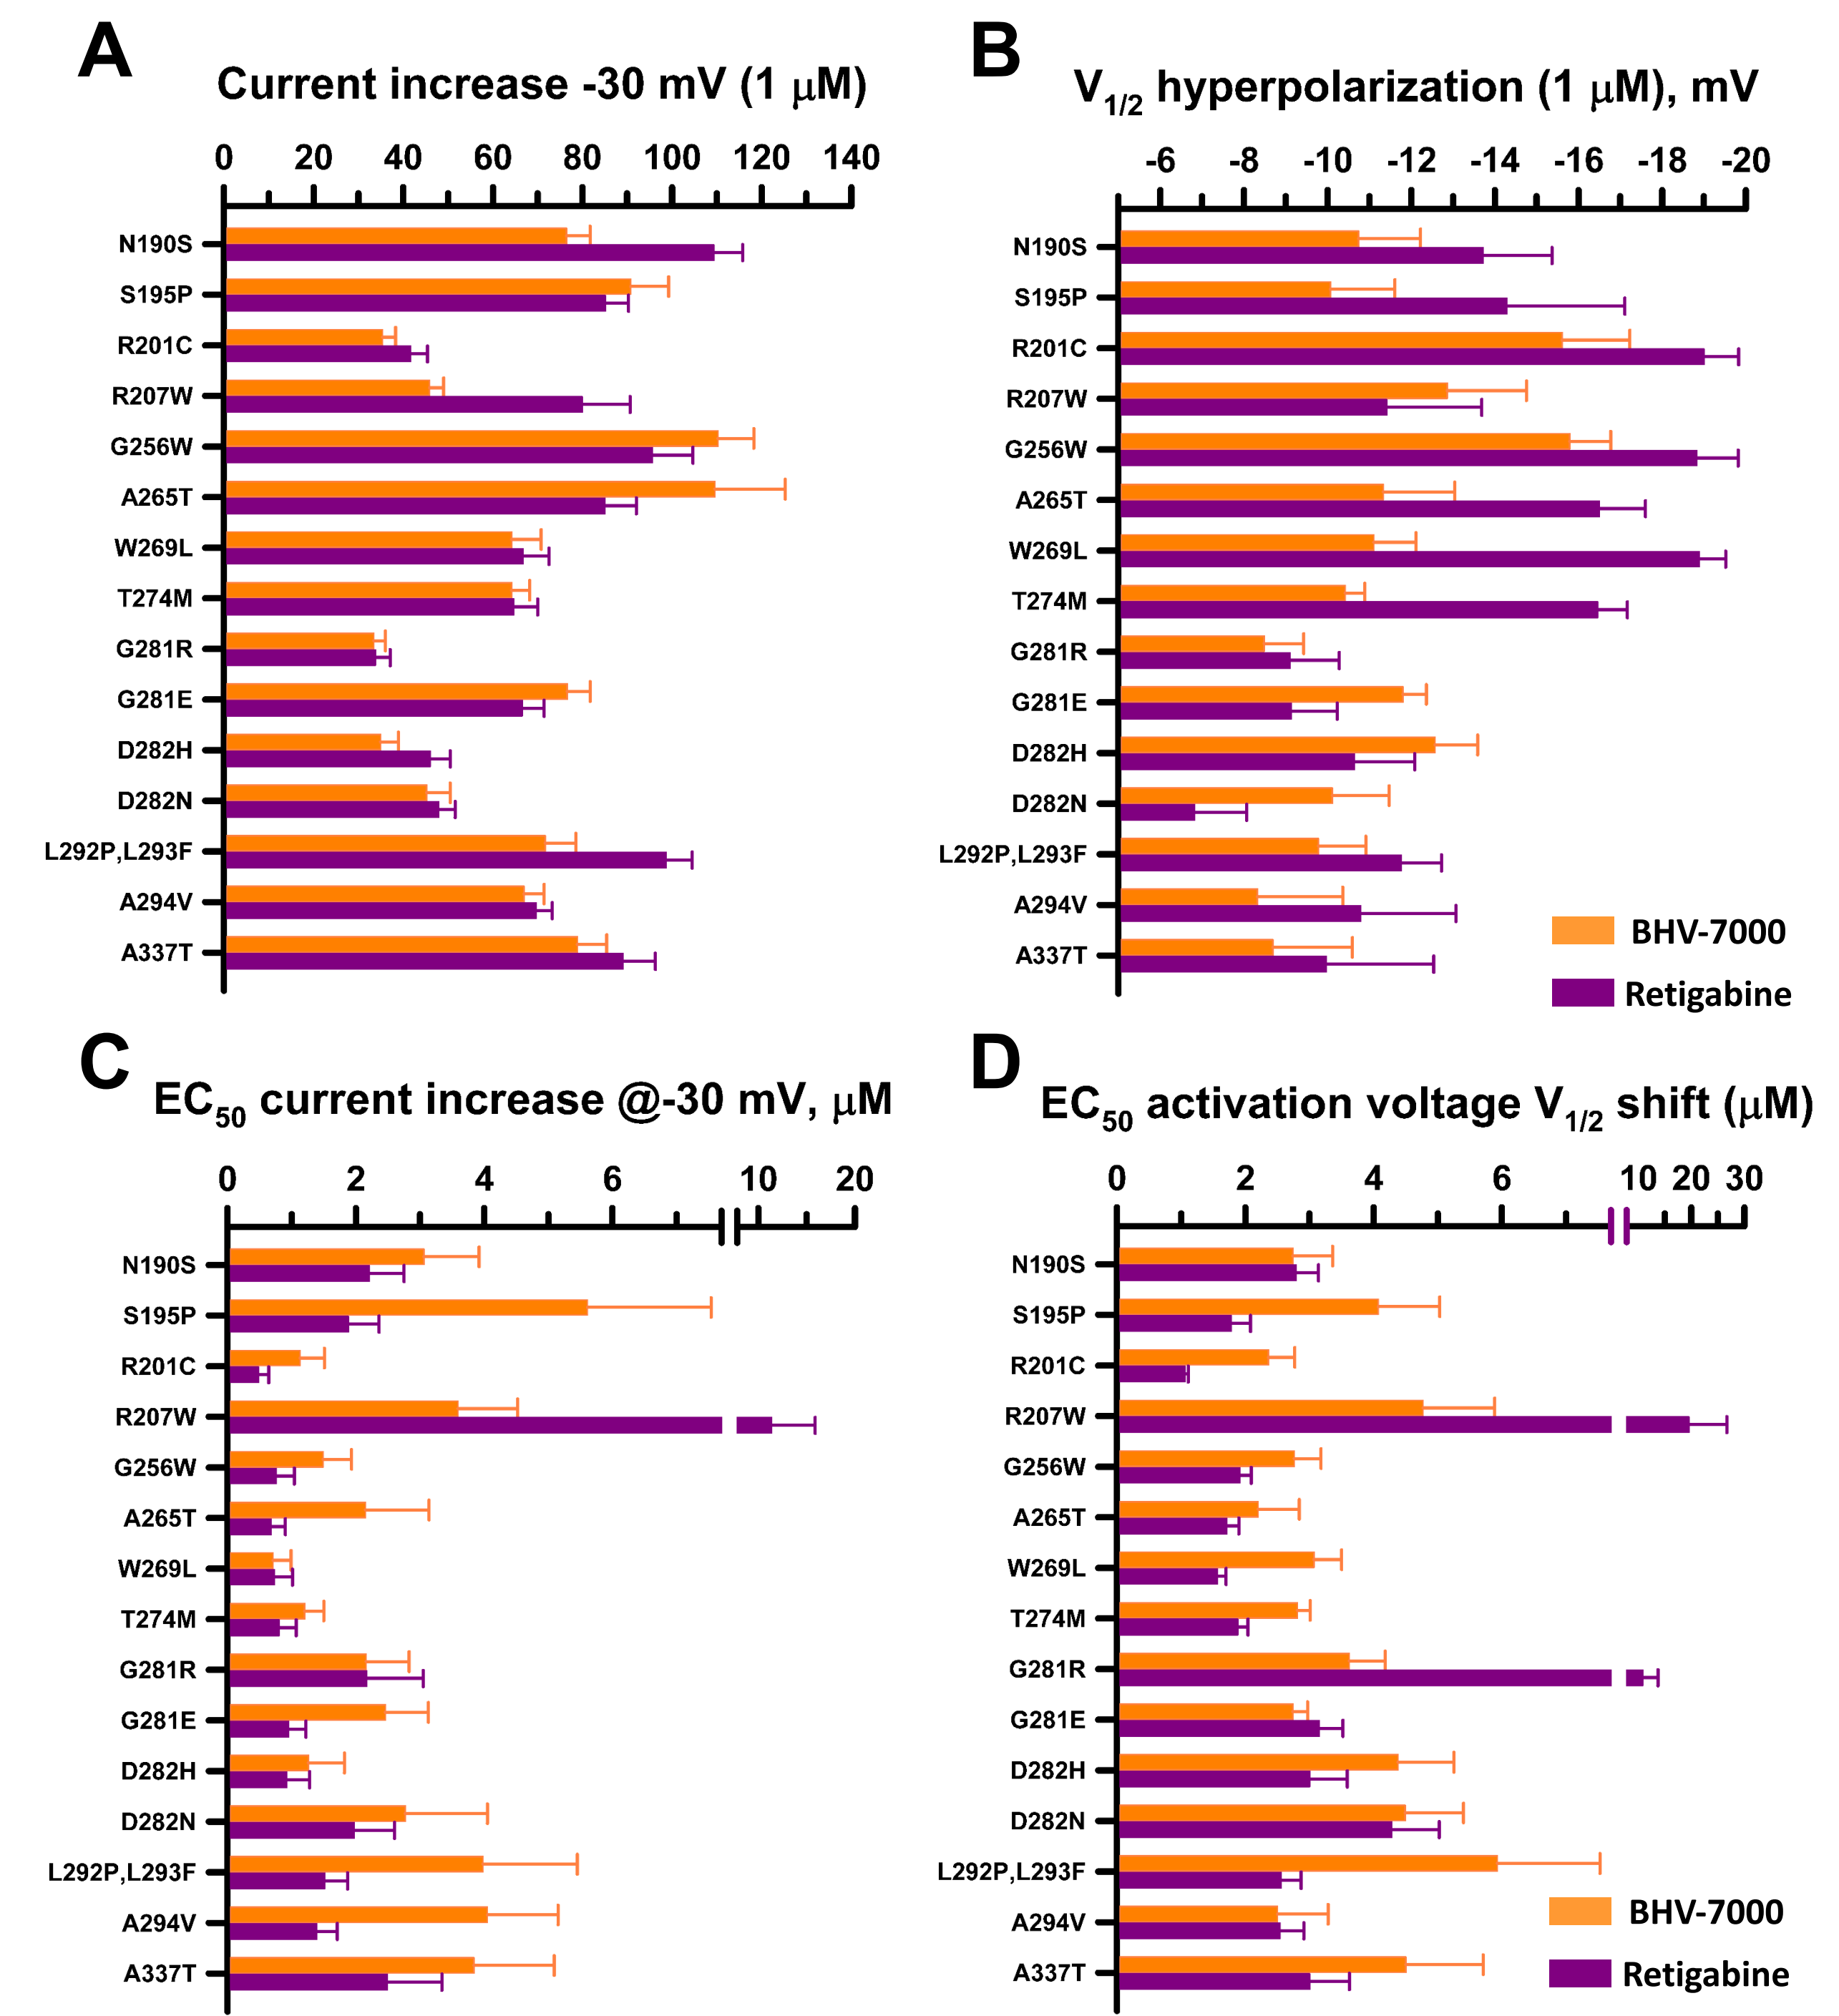 A
Current increase -30 mV (1 μM)
0 20 40 60 80 100 120 140
N190S
S195P
R201C
R207W
G256W
A265T
W269L
T274M
G281R
G281E
D282H
D282N
L292P,L293F
A294V
A337T
B
V1/2 hyperpolarization (1 μM), mV
-6 -8 -10 -12 -14 -16 -18 -20
N190S
S195P
R201C
R207W
G256W
A265T
W269L
T274M
G281R
G281E
D282H
D282N
L292P,L293F
A294V
A337T
BHV-7000
Retigabine
C
EC50 current increase @-30 mV, μM
0 2 4 6 10 20
N190S
S195P
R201C
R207W
G256W
A265T
W269L
T274M
G281R
G281E
D282H
D282N
L292P,L293F
A294V
A337T
D
EC50 activation voltage V1/2 shift (μM)
0 2 4 6 10 20 30
N190S
S195P
R201C
R207W
G256W
A265T
W269L
T274M
G281R
G281E
D282H
D282N
L292P,L293F
A294V
A337T
BHV-7000
Retigabine